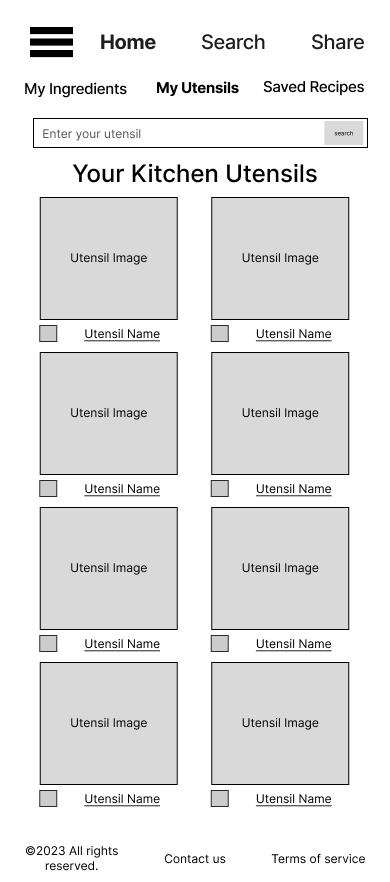 Home Search Share
My Ingredients My Utensils Saved Recipes
Enter your utensil search
Your Kitchen Utensils
Utensil Image Utensil Image
Utensil Name Utensil Name
Utensil Image Utensil Image
Utensil Name Utensil Name
Utensil Image Utensil Image
Utensil Name Utensil Name
Utensil Image Utensil Image
Utensil Name Utensil Name
©2023 All rights
reserved.
Contact us
Terms of service